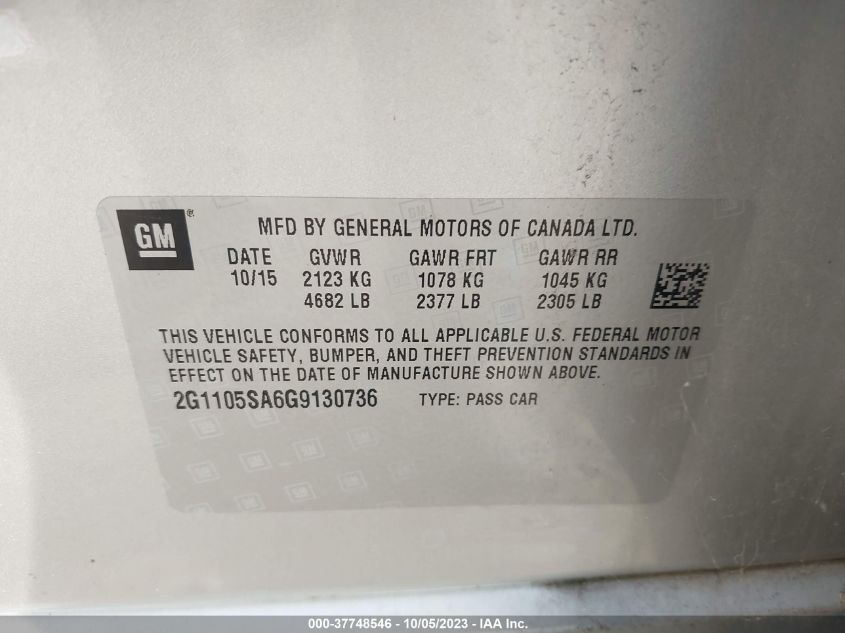 GM®
MFD BY GENERAL MOTORS OF CANADA LTD.
DATE GVWR GAWR FRT GAWR RR
10/15 2123 KG 1078 KG 1045 KG
4682 LB 2377 LB 2305 LB
THIS VEHICLE CONFORMS TO ALL APPLICABLE U.S. FEDERAL MOTOR
VEHICLE SAFETY, BUMPER, AND THEFT PREVENTION STANDARDS IN
EFFECT ON THE DATE OF MANUFACTURE SHOWN ABOVE.
2G1105SA6G9130736 TYPE: PASS CAR
000-37748546 - 10/05/2023 - IAA Inc.